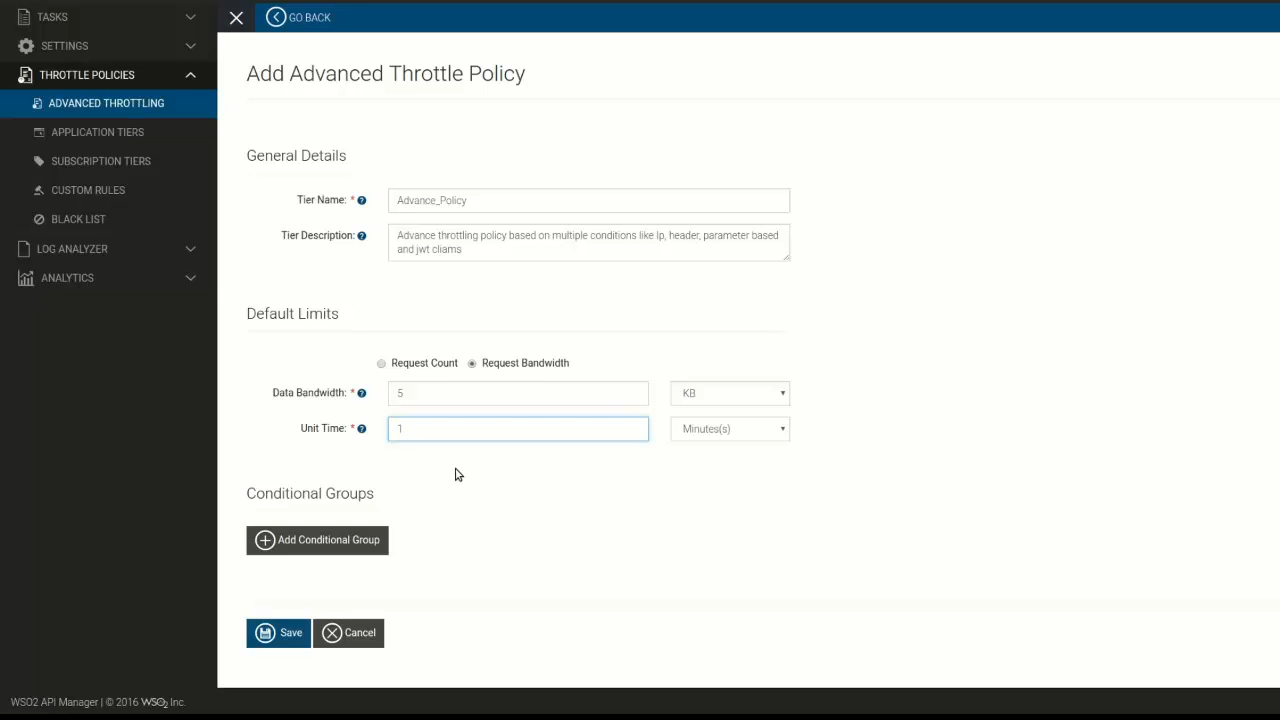 TASKS
SETTINGS
THROTTLE POLICIES
ADVANCED THROTTLING
APPLICATION TIERS
SUBSCRIPTION TIERS
CUSTOM RULES
BLACK LIST
LOG ANALYZER
ANALYTICS
GO BACK
Add Advanced Throttle Policy
General Details
Tier Name: * ?
Advance_Policy
Tier Description: ?
Advance throttling policy based on multiple conditions like Ip, header, parameter based
and jwt cliams
Default Limits
Request Count Request Bandwidth
Data Bandwidth: * ? 5 KB
Unit Time: * ? 1 Minutes(s)
Conditional Groups
Add Conditional Group
Save Cancel
WSO2 API Manager | © 2016 WSO2 Inc.